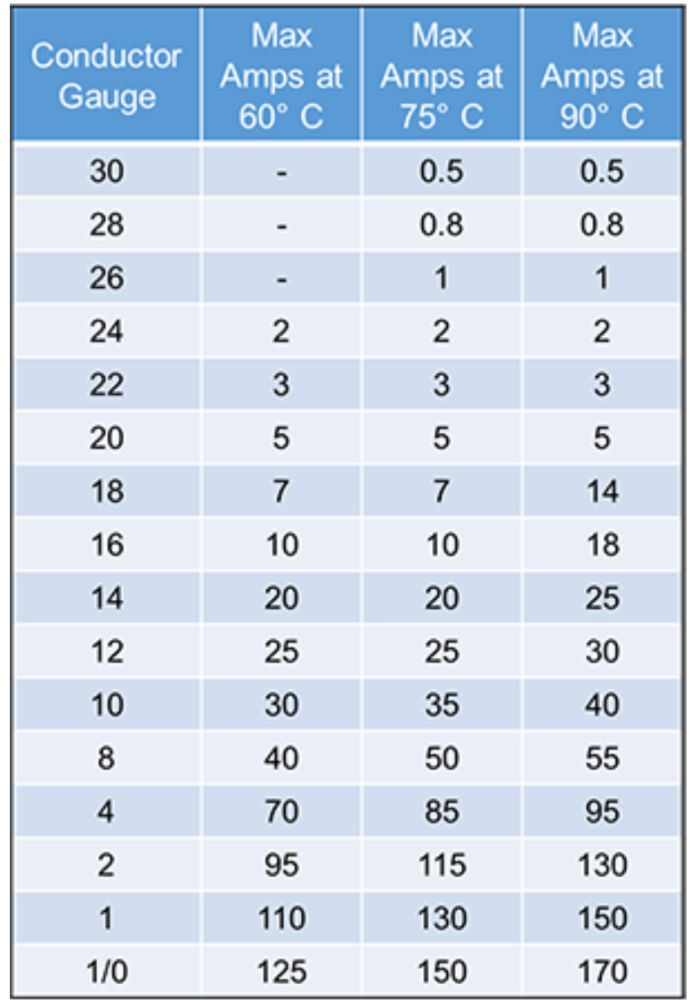 Conductor Gauge Max Amps at 60° C Max Amps at 75° C Max Amps at 90° C
30 - 0.5 0.5
28 - 0.8 0.8
26 - 1 1
24 2 2 2
22 3 3 3
20 5 5 5
18 7 7 14
16 10 10 18
14 20 20 25
12 25 25 30
10 30 35 40
8 40 50 55
4 70 85 95
2 95 115 130
1 110 130 150
1/0 125 150 170